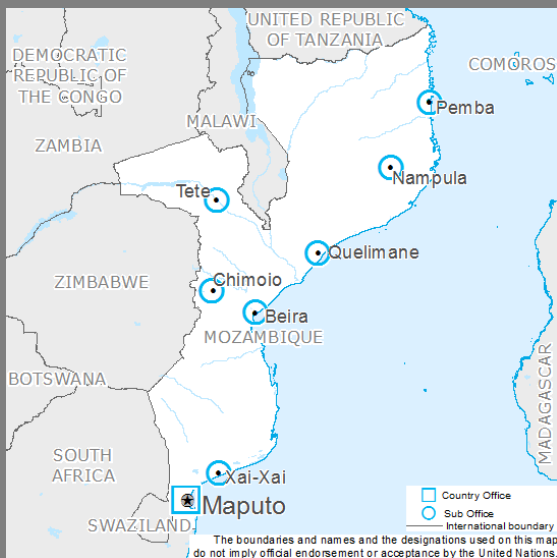 UNITED REPUBLIC
OF TANZANIA
DEMOCRATIC
REPUBLIC OF
THE CONGO
COMOROS
Pemba
MALAWI
ZAMBIA
Nampula
Tete
Quelimane
ZIMBABWE
Chimoio
Beira
MOZAMBIQUE
BOTSWANA
MADAGASCAR
SOUTH
AFRICA
Xai-Xai
Maputo
SWAZILAND
Country Office
Sub Office
International boundary
The boundaries and names and the designations used on this map
do not imply official endorsement or acceptance by the United Nations